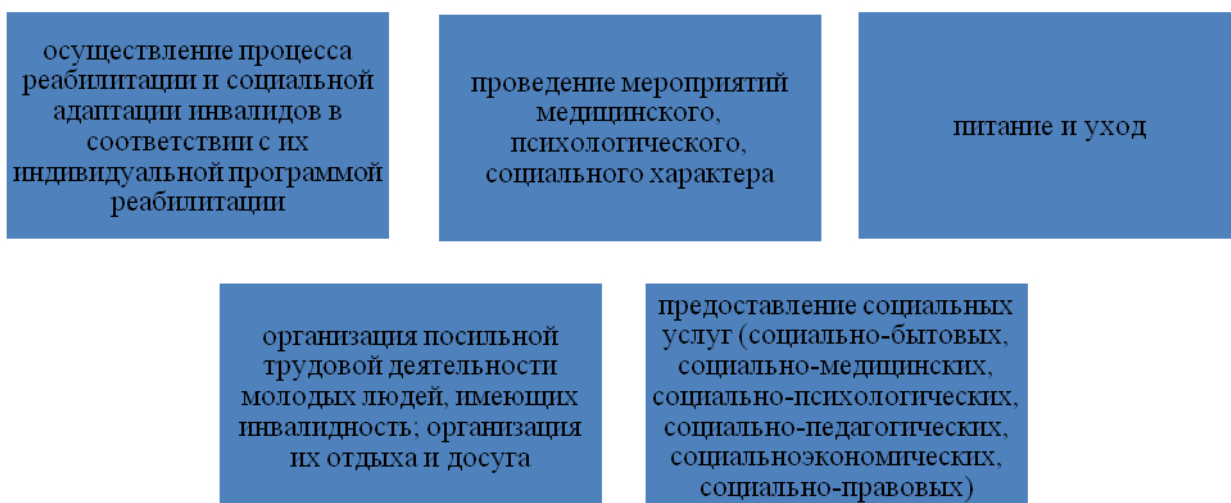 осуществление процесса
реабилитации и социальной
адаптации инвалидов в
соответствии с их
индивидуальной программой
реабилитации
проведение мероприятий
медицинского,
психологического,
социального характера
питание и уход
организация посильной
трудовой деятельности
молодых людей, имеющих
инвалидность; организация
их отдыха и досуга
предоставление социальных
услуг (социально-бытовых,
социально-медицинских,
социально-психологических,
социально-педагогических,
социальноэкономических,
социально-правовых)